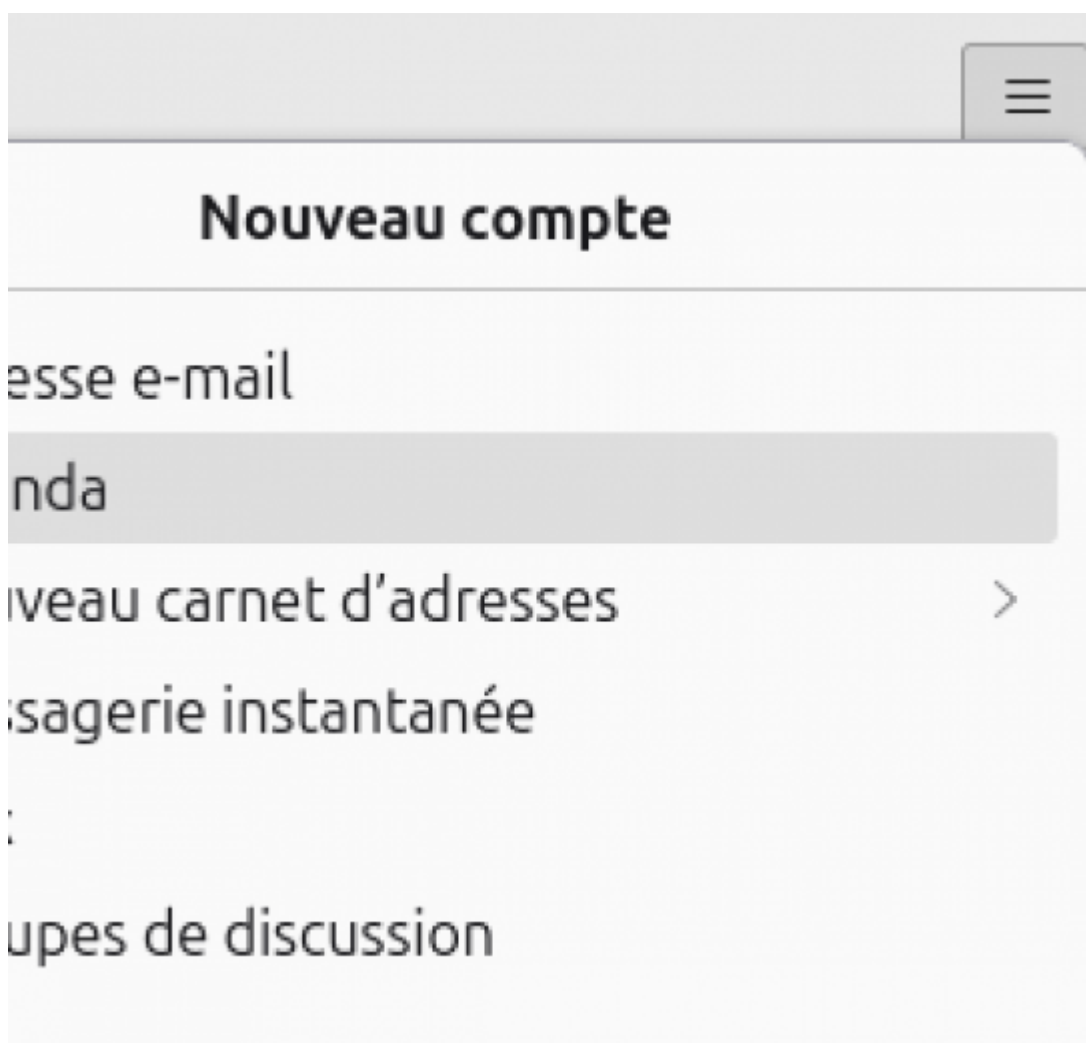 Nouveau compte
esse e-mail
nda
uveau carnet d’adresses
ssagerie instantanée
upes de discussion